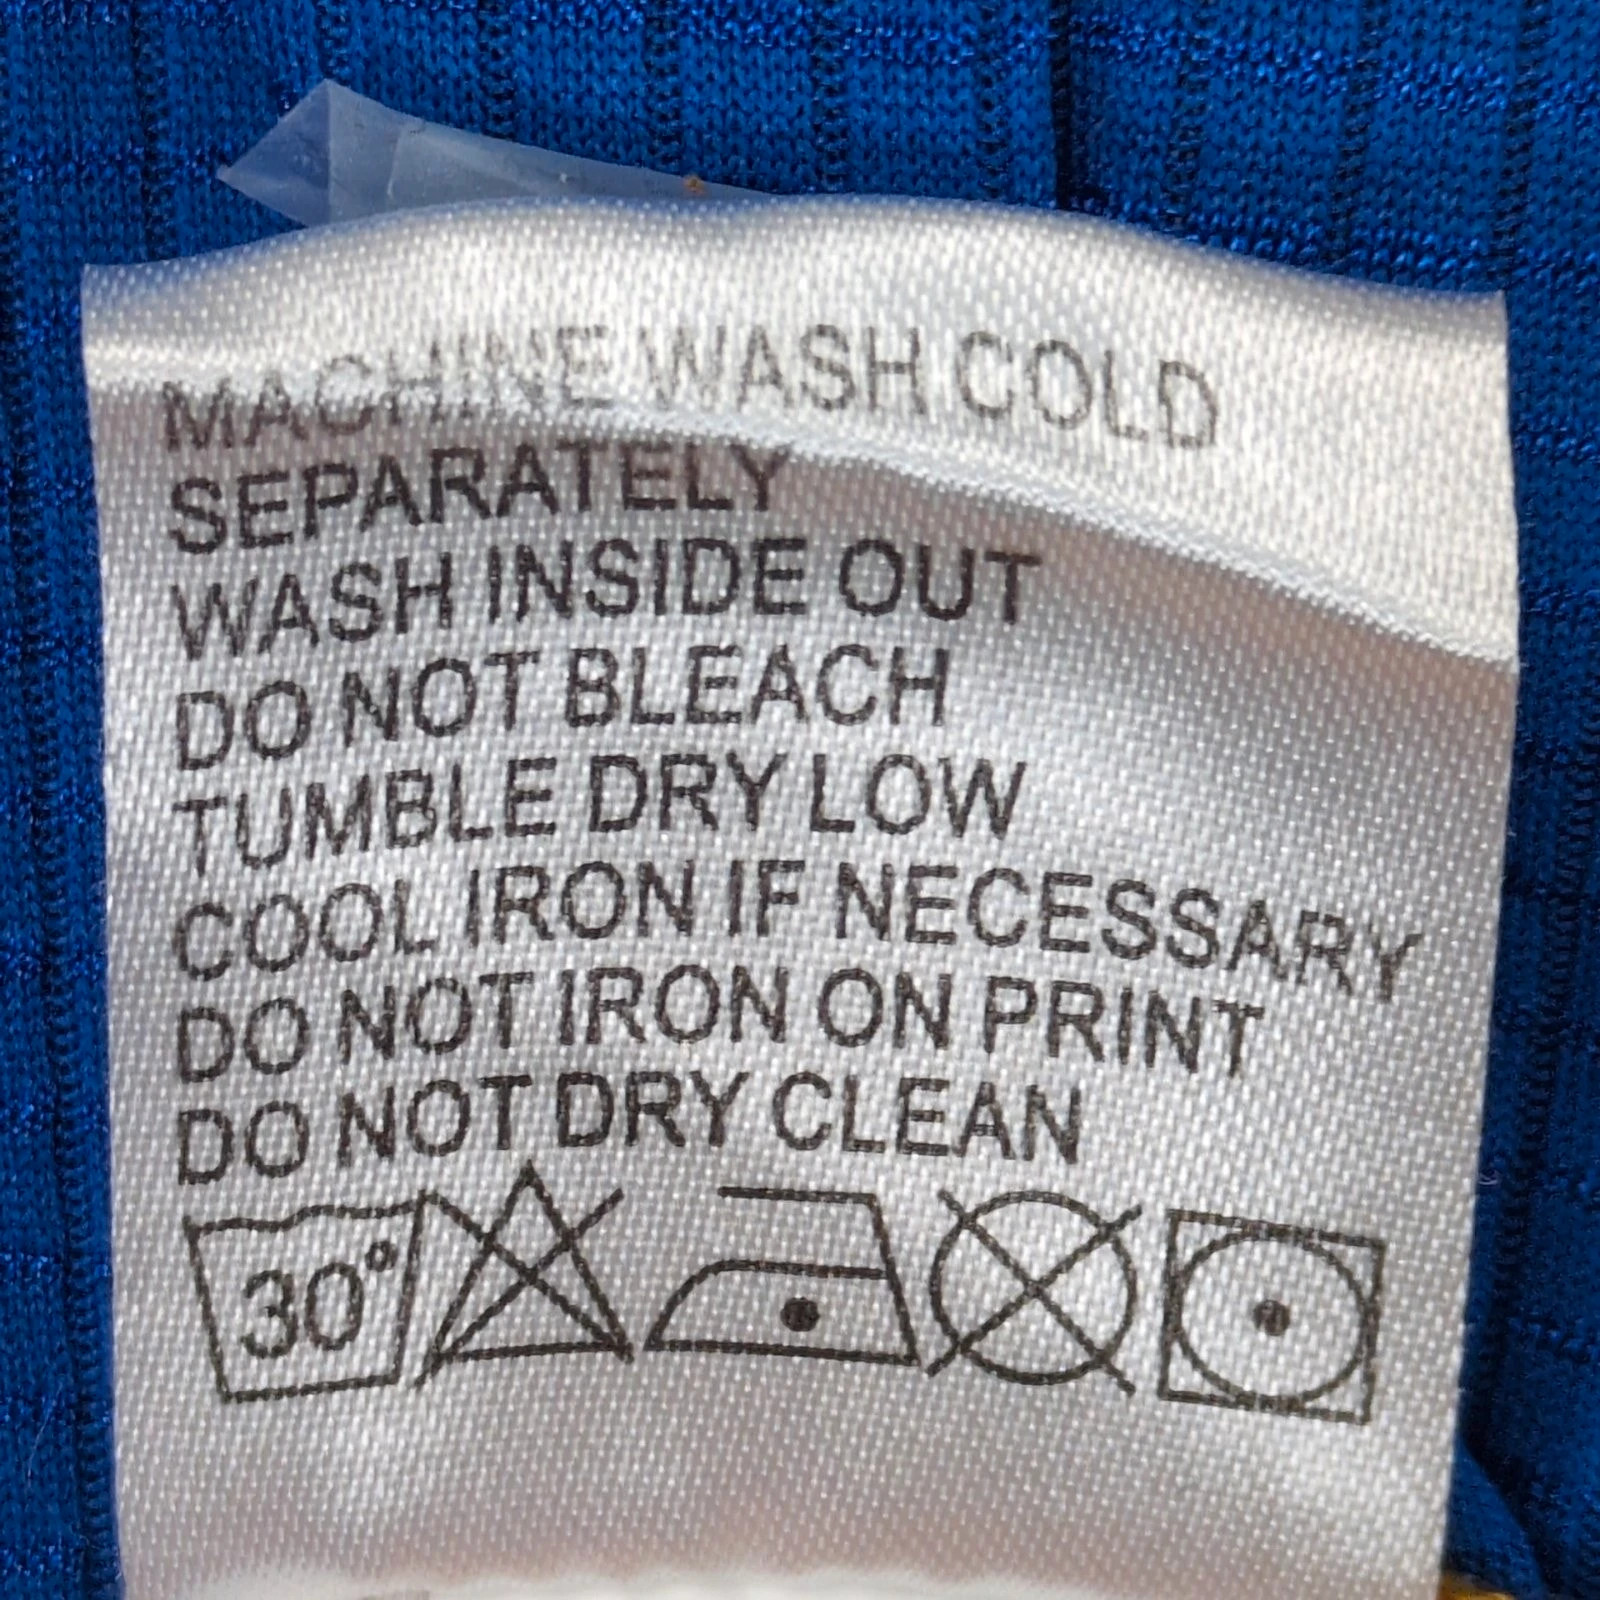 MACHINE WASH COLD
SEPARATELY
WASH INSIDE OUT
DO NOT BLEACH
TUMBLE DRY LOW
COOL IRON IF NECESSARY
DO NOT IRON ON PRINT
DO NOT DRY CLEAN
30°